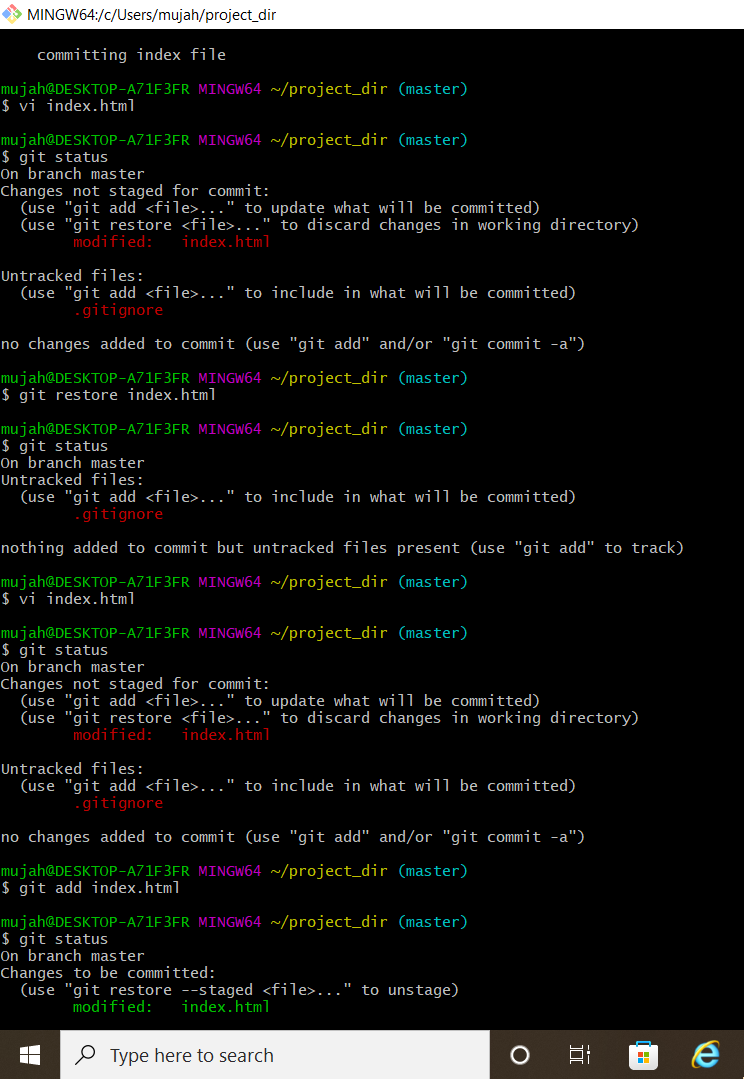 MINGW64:/c/Users/mujah/project_dir
committing index file
mujah@DESKTOP-A71F3FR MINGW64 ~/project_dir (master)
$ vi index.html
mujah@DESKTOP-A71F3FR MINGW64 ~/project_dir (master)
$ git status
On branch master
Changes not staged for commit:
  (use "git add <file>..." to update what will be committed)
  (use "git restore <file>..." to discard changes in working directory)
        modified:   index.html
Untracked files:
  (use "git add <file>..." to include in what will be committed)
        .gitignore
no changes added to commit (use "git add" and/or "git commit -a")
mujah@DESKTOP-A71F3FR MINGW64 ~/project_dir (master)
$ git restore index.html
mujah@DESKTOP-A71F3FR MINGW64 ~/project_dir (master)
$ git status
On branch master
Untracked files:
  (use "git add <file>..." to include in what will be committed)
        .gitignore
nothing added to commit but untracked files present (use "git add" to track)
mujah@DESKTOP-A71F3FR MINGW64 ~/project_dir (master)
$ vi index.html
mujah@DESKTOP-A71F3FR MINGW64 ~/project_dir (master)
$ git status
On branch master
Changes not staged for commit:
  (use "git add <file>..." to update what will be committed)
  (use "git restore <file>..." to discard changes in working directory)
        modified:   index.html
Untracked files:
  (use "git add <file>..." to include in what will be committed)
        .gitignore
no changes added to commit (use "git add" and/or "git commit -a")
mujah@DESKTOP-A71F3FR MINGW64 ~/project_dir (master)
$ git add index.html
mujah@DESKTOP-A71F3FR MINGW64 ~/project_dir (master)
$ git status
On branch master
Changes to be committed:
  (use "git restore --staged <file>..." to unstage)
        modified:   index.html
Type here to search